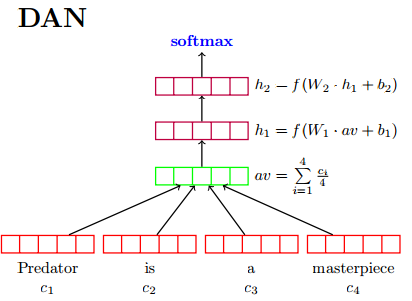 DAN
softmax
h₂ − f(W₂ · h₁ + b₂)
h₁ = f(W₁ · av + b₁)
av = ∑_{i=1}^{4} cᵢ/4
Predator is a masterpiece
c₁ c₂ c₃ c₄